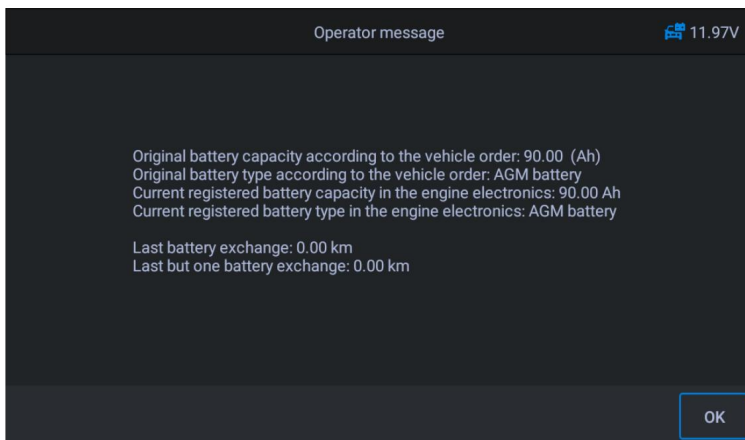 Operator message
11.97V
Original battery capacity according to the vehicle order: 90.00 (Ah)
Original battery type according to the vehicle order: AGM battery
Current registered battery capacity in the engine electronics: 90.00 Ah
Current registered battery type in the engine electronics: AGM battery
Last battery exchange: 0.00 km
Last but one battery exchange: 0.00 km
OK